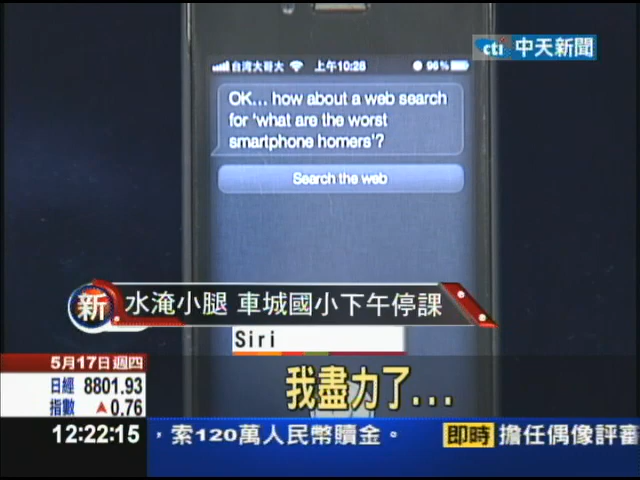 cti 中天新聞
台灣大哥大 上午10:28 96%
OK... how about a web search
for 'what are the worst
smartphone homers'?
Search the web
新 水淹小腿 車城國小下午停課
Siri
我盡力了...
5月17日週四
日經 8801.93
指數 ▲0.76
12:22:15 ，索120萬人民幣贖金。 即時 擔任偶像評審